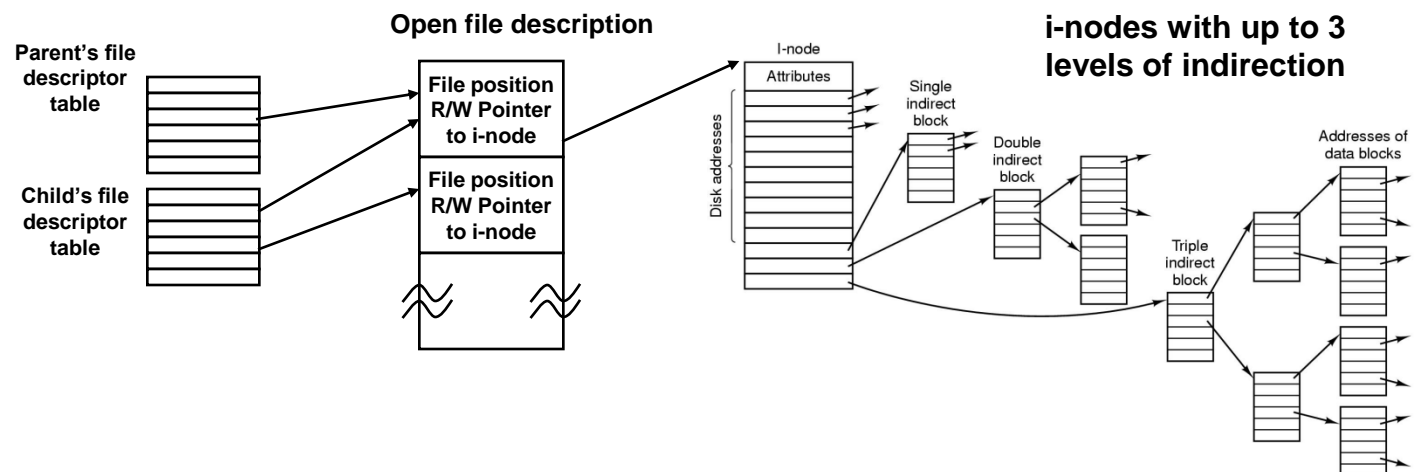 Open file description
i-nodes with up to 3
levels of indirection
Parent's file
descriptor
table
Child's file
descriptor
table
File position
R/W Pointer
to i-node
File position
R/W Pointer
to i-node
I-node
Attributes
Disk addresses
Single
indirect
block
Double
indirect
block
Triple
indirect
block
Addresses of
data blocks